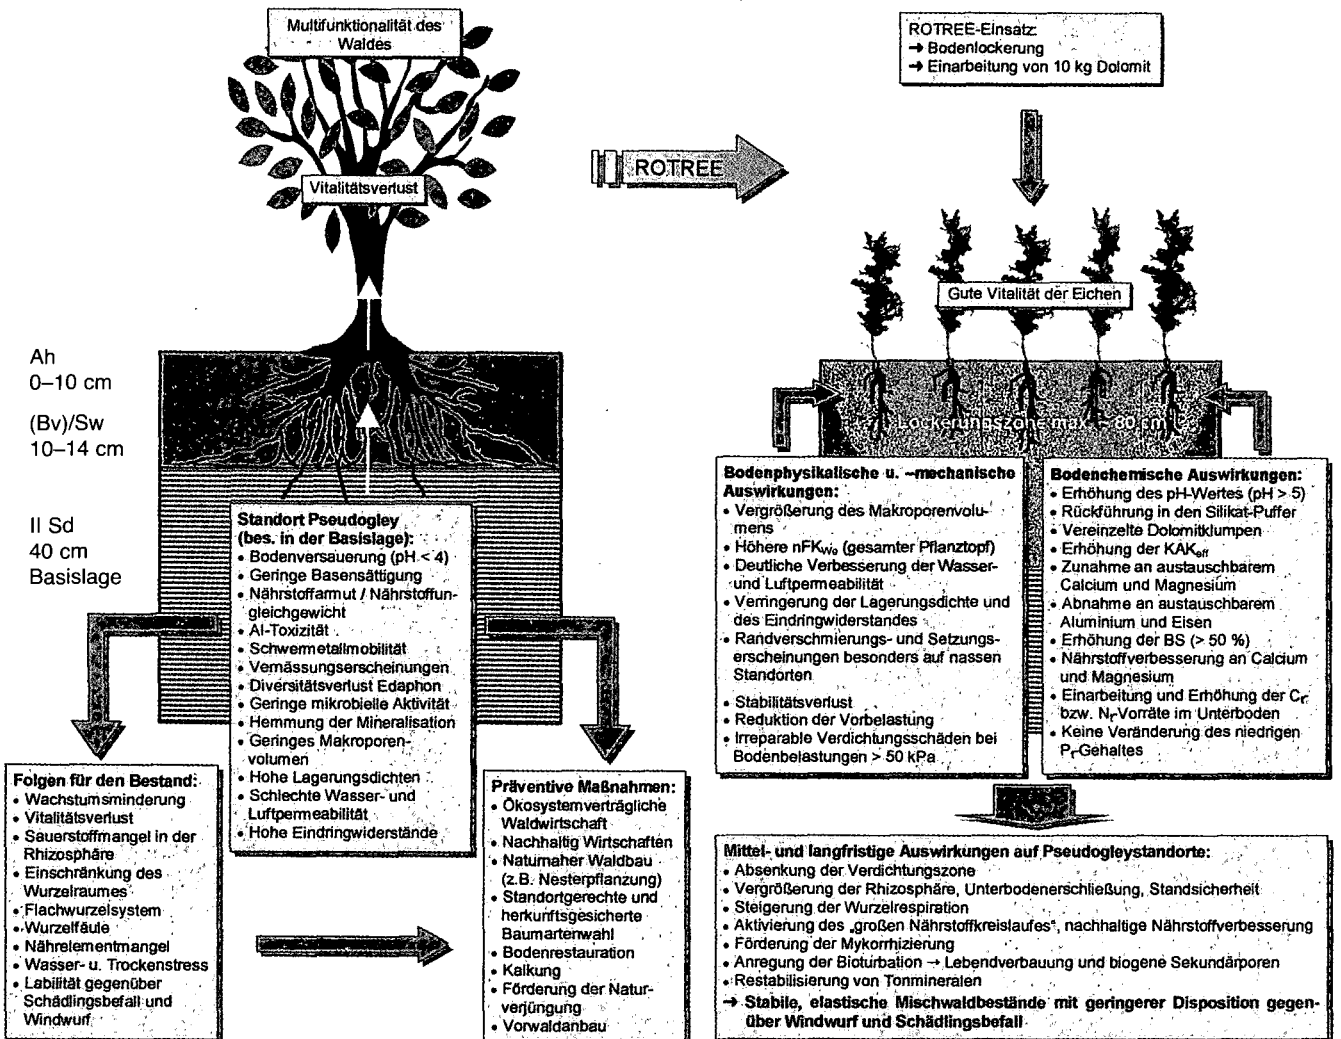 Multifunktionalität des
Waldes
Vitalitätsverlust
ROTREE
ROTREE-Einsatz:
→ Bodenlockerung
→ Einarbeitung von 10 kg Dolomit
Gute Vitalität der Eichen
Lockerungszone max. ~ 80 cm
Ah
0–10 cm
(Bv)/Sw
10–14 cm
II Sd
40 cm
Basislage
Standort Pseudogley
(bes. in der Basislage):
• Bodenversauerung (pH < 4)
• Geringe Basensättigung
• Nährstoffarmut / Nährstoffun-
gleichgewicht
• Al-Toxizität
• Schwermetallmobilität
• Vernässungserscheinungen
• Diversitätsverlust Edaphon
• Geringe mikrobielle Aktivität
• Hemmung der Mineralisation
• Geringes Makroporen-
volumen
• Hohe Lagerungsdichten
• Schlechte Wasser- und
Luftpermeabilität
• Hohe Eindringwiderstände
Folgen für den Bestand:
• Wachstumsminderung
• Vitalitätsverlust
• Sauerstoffmangel in der
Rhizosphäre
• Einschränkung des
Wurzelraumes
• Flachwurzelsystem
• Wurzelfäule
• Nährelementmangel
• Wasser- u. Trockenstress
• Labilität gegenüber
Schädlingsbefall und
Windwurf
Präventive Maßnahmen:
• Ökosystemverträgliche
Waldwirtschaft
• Nachhaltig Wirtschaften
• Naturnaher Waldbau
(z.B. Nesterpflanzung)
• Standortgerechte und
herkunftsgesicherte
Baumartenwahl
• Bodenrestauration
• Kalkung
• Förderung der Natur-
verjüngung
• Vorwaldanbau
Bodenphysikalische u. –mechanische
Auswirkungen:
• Vergrößerung des Makroporenvolu-
mens
• Höhere nFKWe (gesamter Pflanztopf)
• Deutliche Verbesserung der Wasser-
und Luftpermeabilität
• Verringerung der Lagerungsdichte und
des Eindringwiderstandes
• Randverschmierungs- und Setzungs-
erscheinungen besonders auf nassen
Standorten
• Stabilitätsverlust
• Reduktion der Vorbelastung
• Irreparable Verdichtungsschäden bei
Bodenbelastungen > 50 kPa
Bodenchemische Auswirkungen:
• Erhöhung des pH-Wertes (pH > 5)
• Rückführung in den Silikat-Puffer
• Vereinzelte Dolomitklumpen
• Erhöhung der KAKeff
• Zunahme an austauschbarem
Calcium und Magnesium
• Abnahme an austauschbarem
Aluminium und Eisen
• Erhöhung der BS (> 50 %)
• Nährstoffverbesserung an Calcium
und Magnesium
• Einarbeitung und Erhöhung der Ct-
bzw. Nt-Vorräte im Unterboden
• Keine Veränderung des niedrigen
Pt-Gehaltes
Mittel- und langfristige Auswirkungen auf Pseudogleystandorte:
• Absenkung der Verdichtungszone
• Vergrößerung der Rhizosphäre, Unterbodenerschließung, Standsicherheit
• Steigerung der Wurzelrespiration
• Aktivierung des „großen Nährstoffkreislaufes“, nachhaltige Nährstoffverbesserung
• Förderung der Mykorrhizierung
• Anregung der Bioturbation → Lebendverbauung und biogene Sekundärporen
• Restabilisierung von Tonmineralen
→ Stabile, elastische Mischwaldbestände mit geringerer Disposition gegen-
über Windwurf und Schädlingsbefall